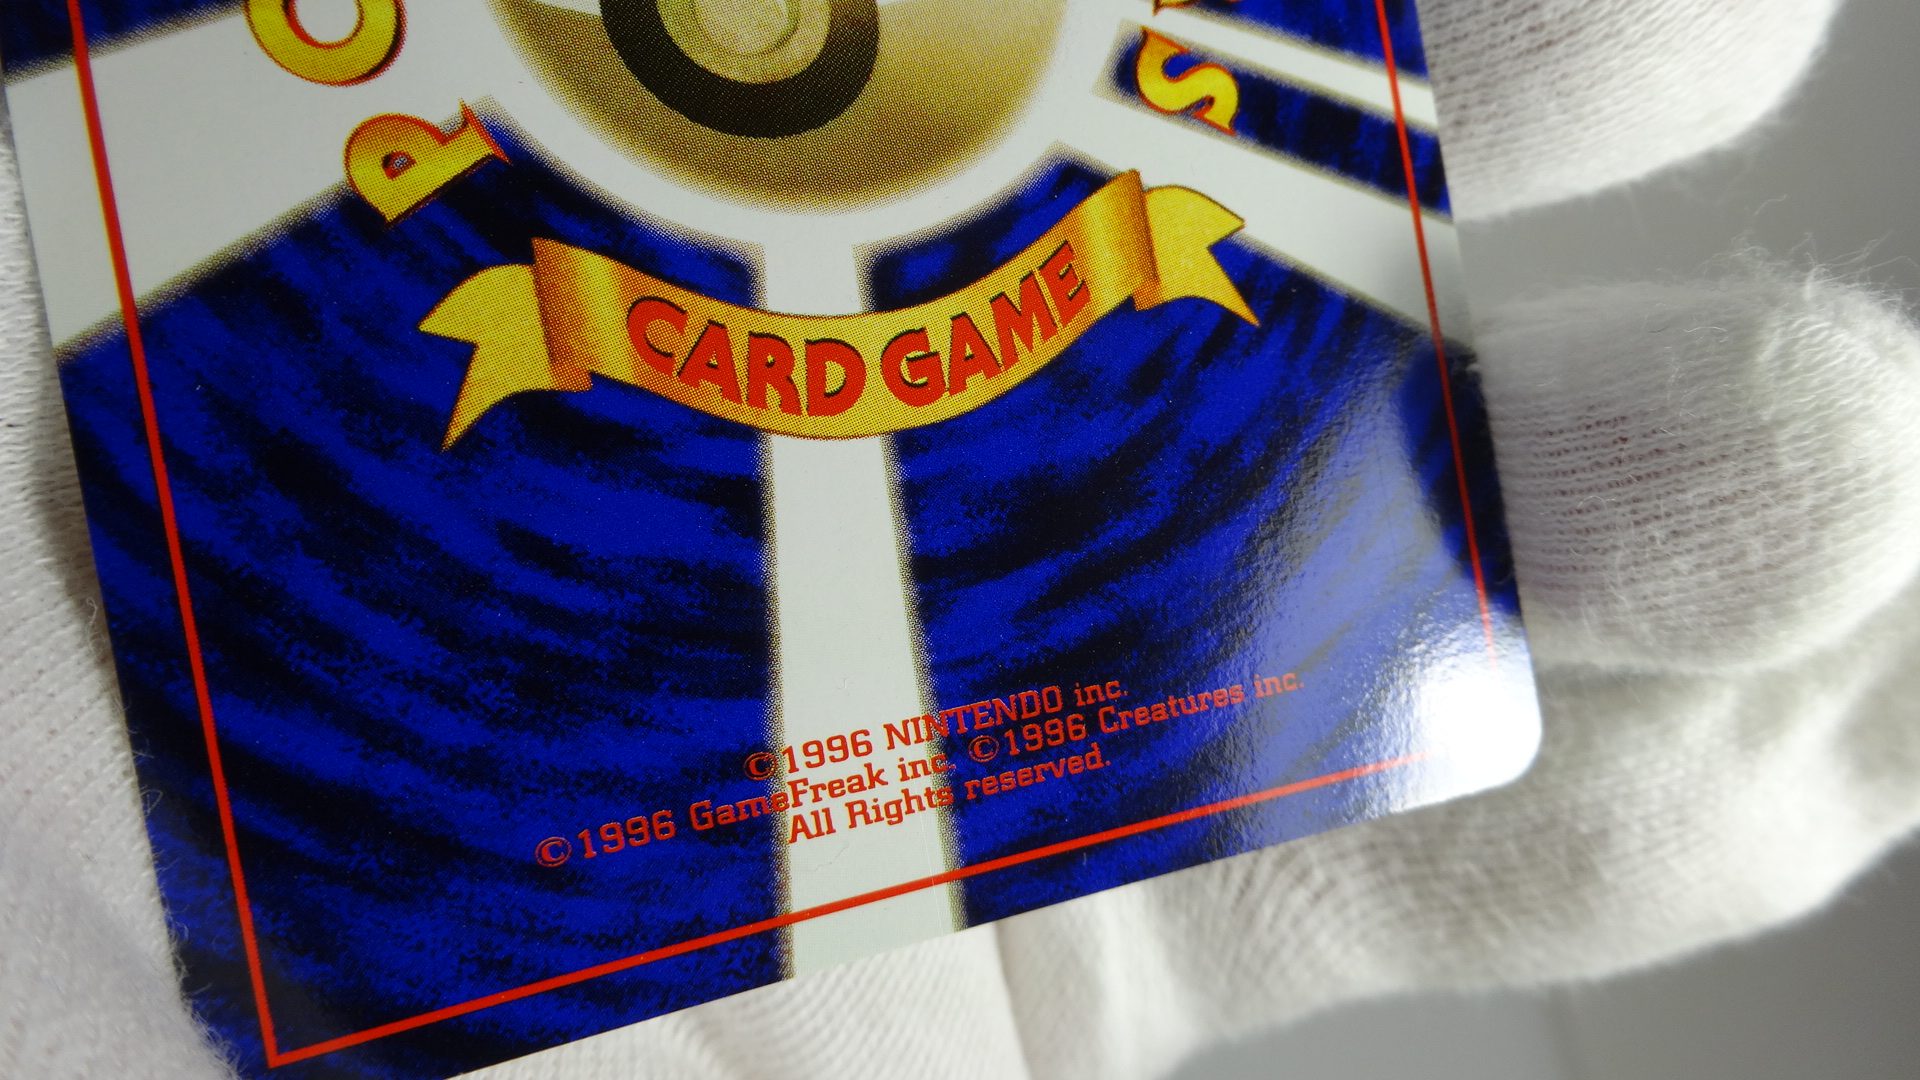 P O
S
CARD GAME
©1996 NINTENDO inc.
©1996 GameFreak inc. ©1996 Creatures inc.
All Rights reserved.